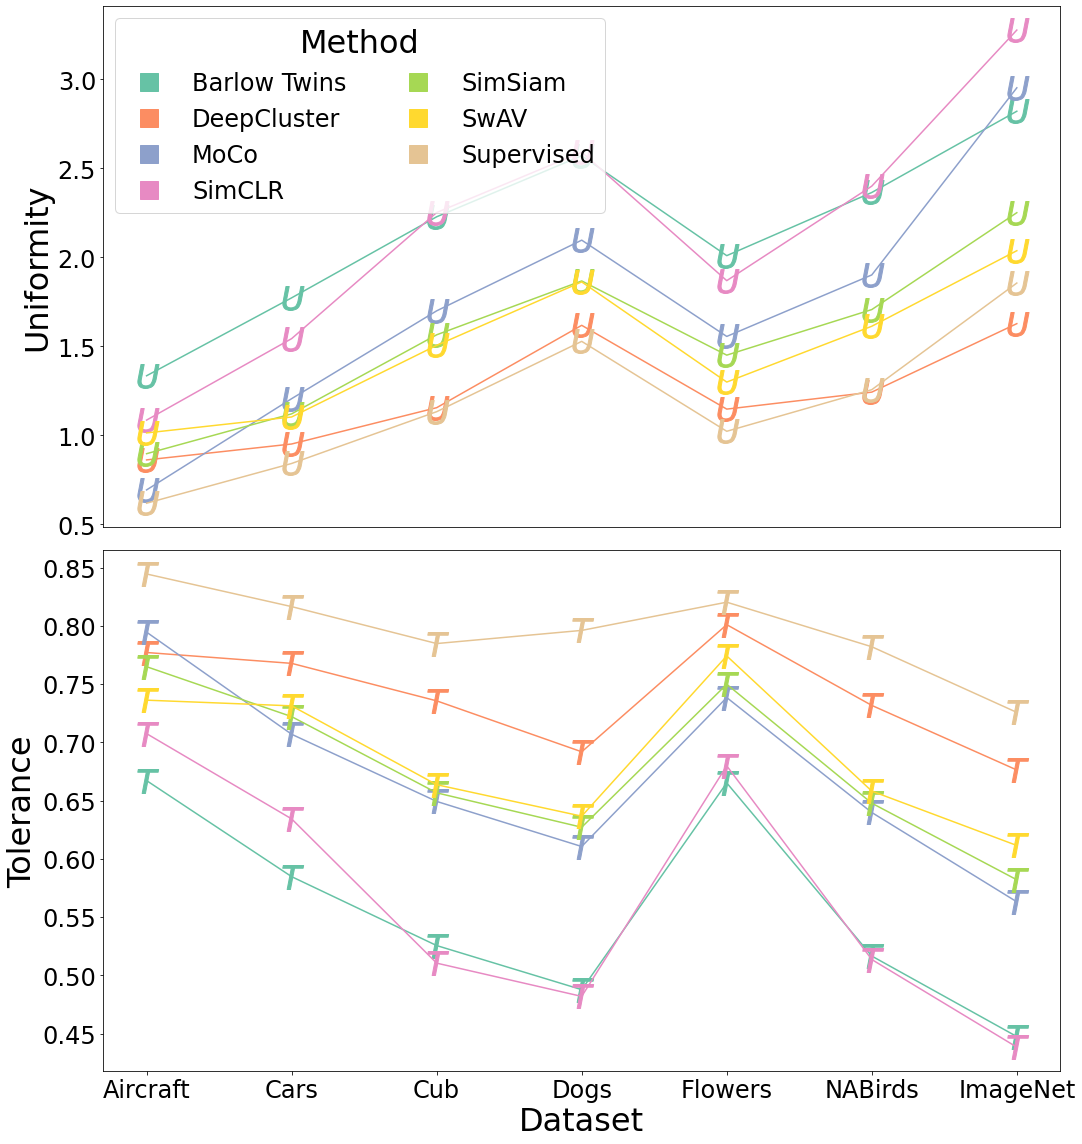 Method
Barlow Twins
DeepCluster
MoCo
SimCLR
SimSiam
SwAV
Supervised
Uniformity
3.0
2.5
2.0
1.5
1.0
0.5
U U U U U U U
U U U U U U U
U U U U U U U
U U U U U U U
U U U U U U U
U U U U U U U
U U U U U U U
Tolerance
0.85
0.80
0.75
0.70
0.65
0.60
0.55
0.50
0.45
T T T T T T T
T T T T T T T
T T T T T T T
T T T T T T T
T T T T T T T
T T T T T T T
T T T T T T T
Aircraft Cars Cub Dogs Flowers NABirds ImageNet
Dataset